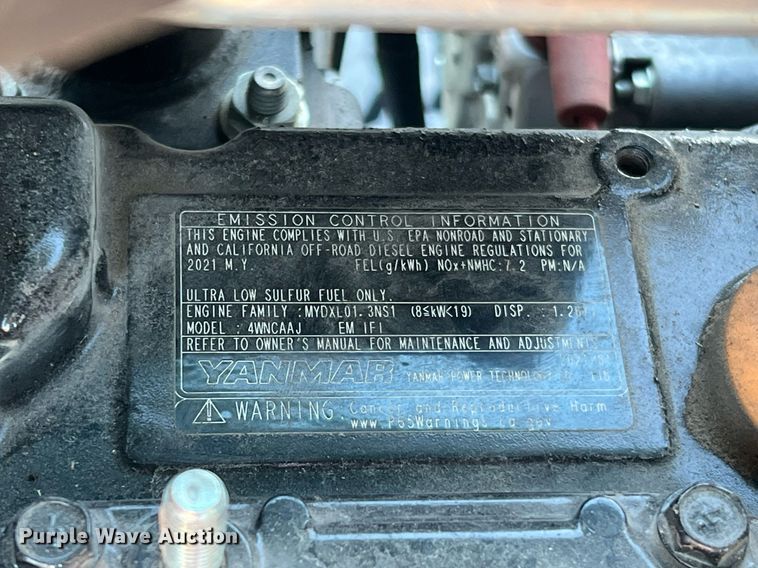 EMISSION CONTROL INFORMATION
THIS ENGINE COMPLIES WITH U.S. EPA NONROAD AND STATIONARY
AND CALIFORNIA OFF-ROAD DIESEL ENGINE REGULATIONS FOR
2021 M.Y. FEL(g/kWh) NOx+NMHC:7.2 PM:N/A
ULTRA LOW SULFUR FUEL ONLY.
ENGINE FAMILY :MYDXL01.3NS1 (8≤kW<19) DISP. :
MODEL : 4WNCAAJ EM IFI
REFER TO OWNER'S MANUAL FOR MAINTENANCE AND ADJUSTMENTS
YANMAR YANMAR POWER TECHNOLOGY
⚠ WARNING: Cancer and Reproductive Harm
www.P65Warnings.ca.gov
Purple Wave Auction